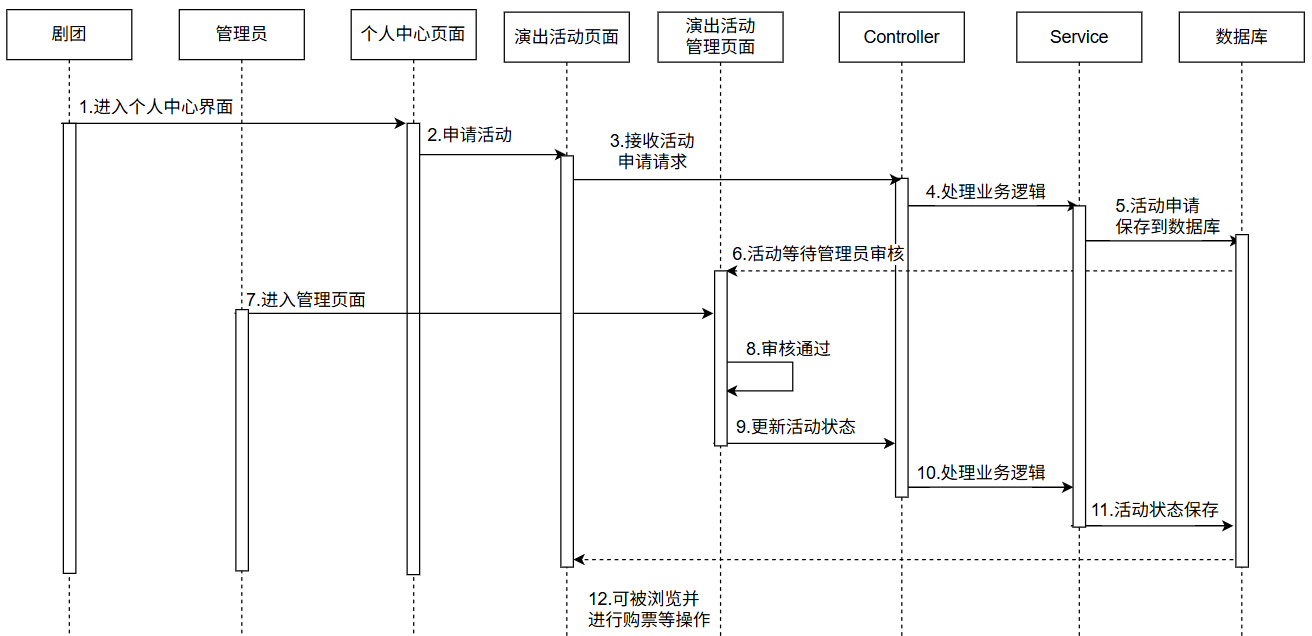 剧团
管理员
个人中心页面
演出活动页面
演出活动
管理页面
Controller
Service
数据库
1.进入个人中心界面
2.申请活动
3.接收活动
申请请求
4.处理业务逻辑
5.活动申请
保存到数据库
6.活动等待管理员审核
7.进入管理页面
8.审核通过
9.更新活动状态
10.处理业务逻辑
11.活动状态保存
12.可被浏览并
进行购票等操作